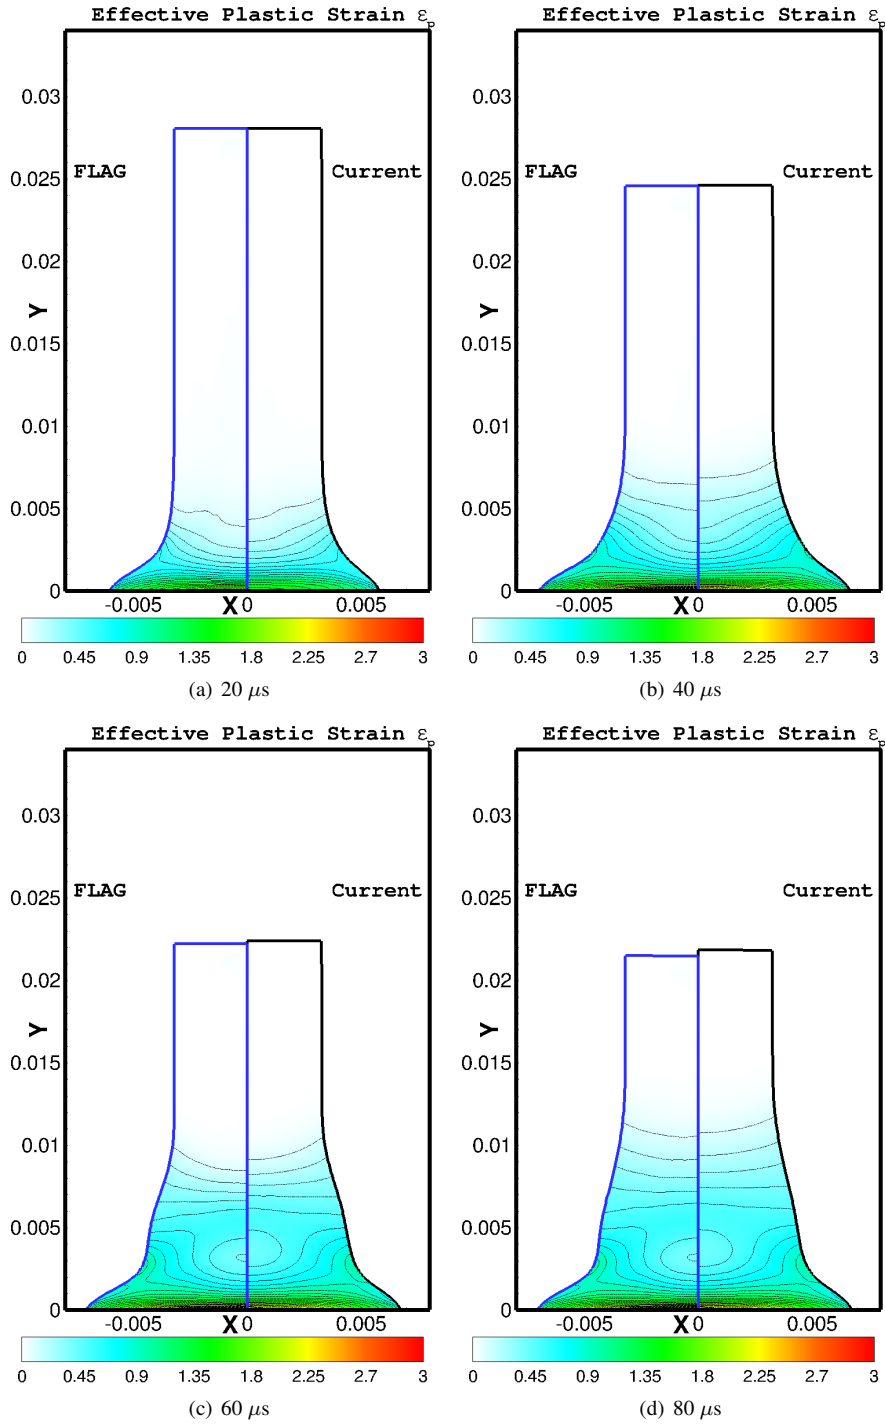 Effective Plastic Strain εp
0.03
FLAG
Current
0.025
0.02
Y
0.015
0.01
0.005
0
-0.005
X
0
0.005
0 0.45 0.9 1.35 1.8 2.25 2.7 3
(a) 20 μs
Effective Plastic Strain εp
0.03
FLAG
Current
0.025
0.02
Y
0.015
0.01
0.005
0
-0.005
X
0
0.005
0 0.45 0.9 1.35 1.8 2.25 2.7 3
(b) 40 μs
Effective Plastic Strain εp
0.03
FLAG
Current
0.025
0.02
Y
0.015
0.01
0.005
0
-0.005
X
0
0.005
0 0.45 0.9 1.35 1.8 2.25 2.7 3
(c) 60 μs
Effective Plastic Strain εp
0.03
FLAG
Current
0.025
0.02
Y
0.015
0.01
0.005
0
-0.005
X
0
0.005
0 0.45 0.9 1.35 1.8 2.25 2.7 3
(d) 80 μs